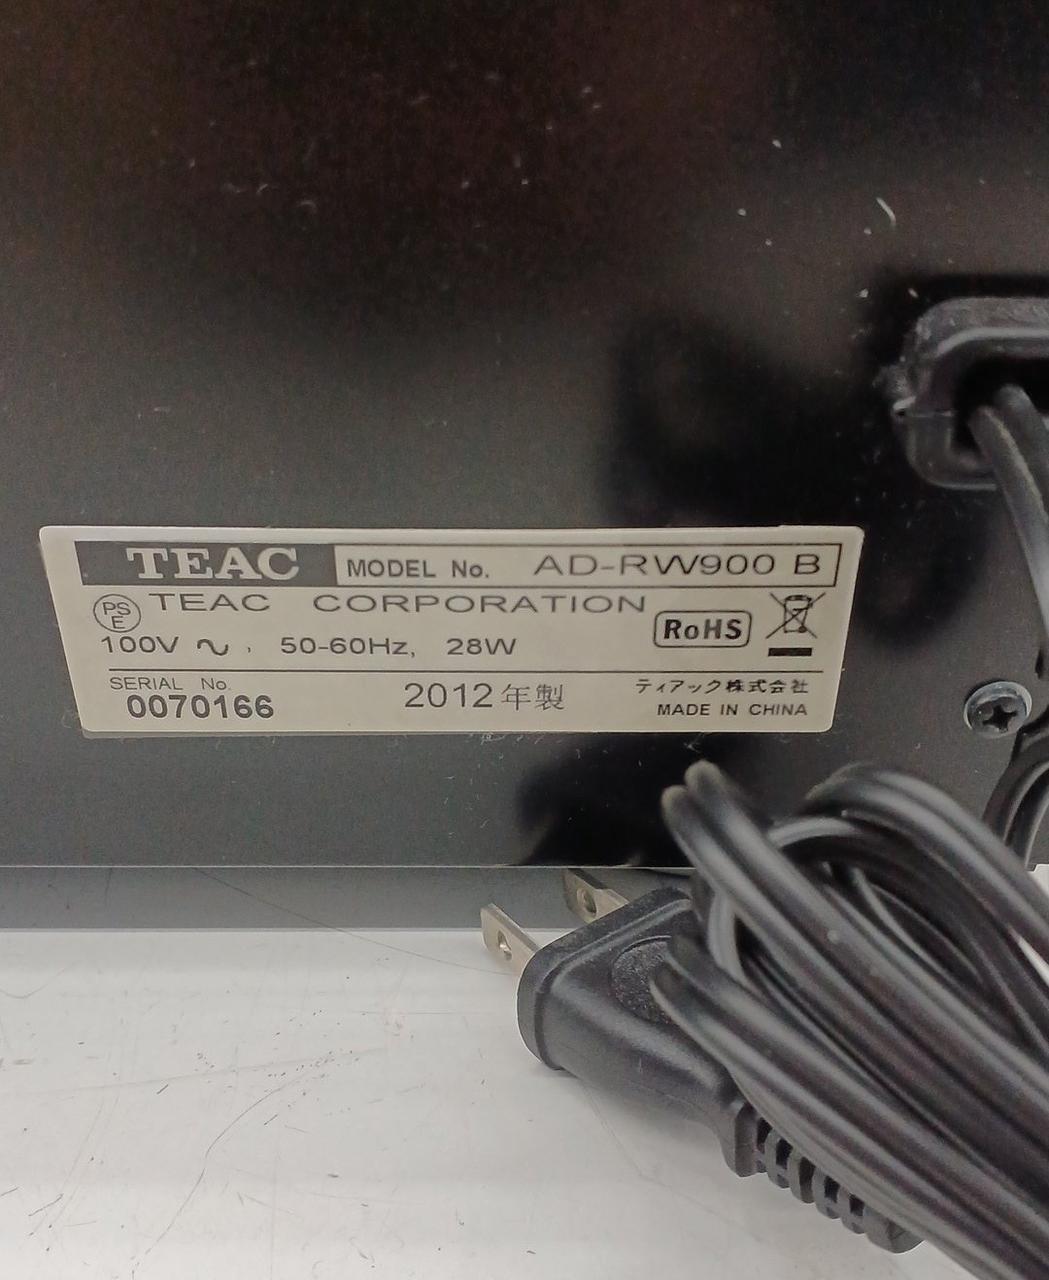 TEAC MODEL No. AD-RW900 B
PS E TEAC CORPORATION
RoHS
100V ～, 50-60Hz, 28W
SERIAL No.
0070166
2012年製
ティアック株式会社
MADE IN CHINA